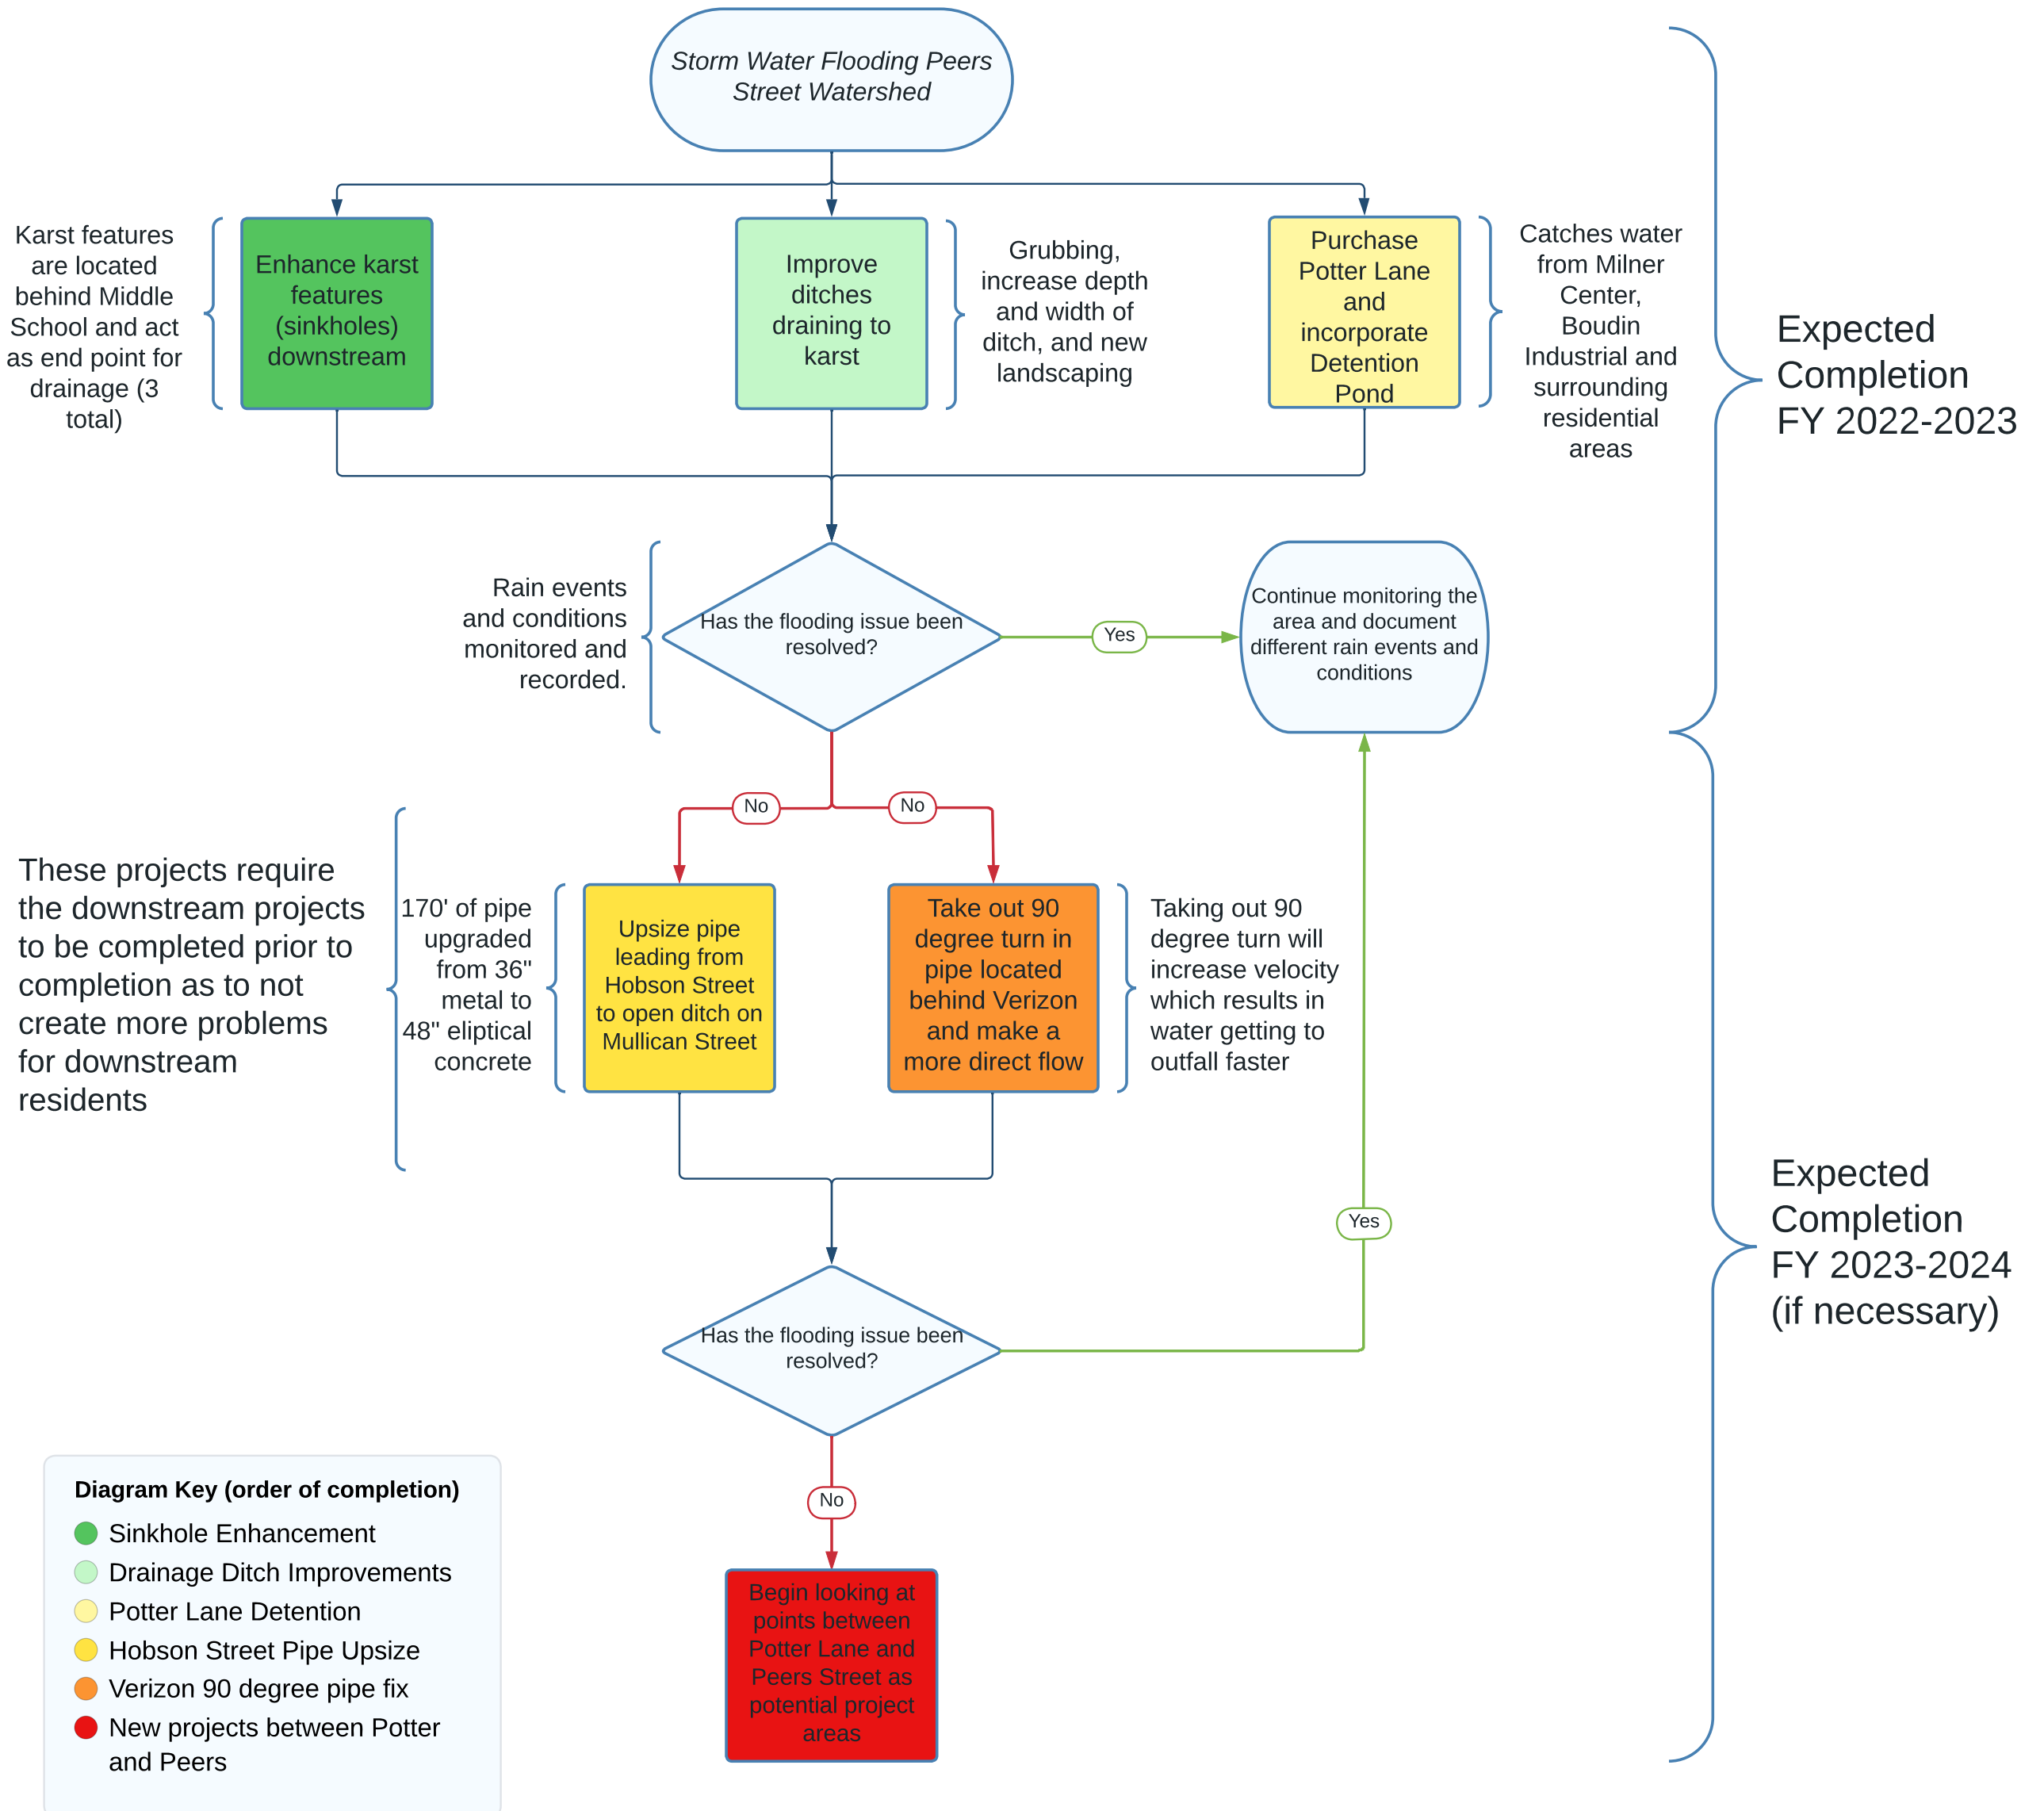 Storm Water Flooding Peers
Street Watershed
Karst features
are located
behind Middle
School and act
as end point for
drainage (3
total)
Enhance karst
features
(sinkholes)
downstream
Improve
ditches
draining to
karst
Grubbing,
increase depth
and width of
ditch, and new
landscaping
Purchase
Potter Lane
and
incorporate
Detention
Pond
Catches water
from Milner
Center,
Boudin
Industrial and
surrounding
residential
areas
Expected
Completion
FY 2022-2023
Rain events
and conditions
monitored and
recorded.
Has the flooding issue been
resolved?
Yes
Continue monitoring the
area and document
different rain events and
conditions
No
No
These projects require
the downstream projects
to be completed prior to
completion as to not
create more problems
for downstream
residents
170' of pipe
upgraded
from 36"
metal to
48" eliptical
concrete
Upsize pipe
leading from
Hobson Street
to open ditch on
Mullican Street
Take out 90
degree turn in
pipe located
behind Verizon
and make a
more direct flow
Taking out 90
degree turn will
increase velocity
which results in
water getting to
outfall faster
Expected
Completion
FY 2023-2024
(if necessary)
Yes
Has the flooding issue been
resolved?
No
Begin looking at
points between
Potter Lane and
Peers Street as
potential project
areas
Diagram Key (order of completion)
Sinkhole Enhancement
Drainage Ditch Improvements
Potter Lane Detention
Hobson Street Pipe Upsize
Verizon 90 degree pipe fix
New projects between Potter
and Peers